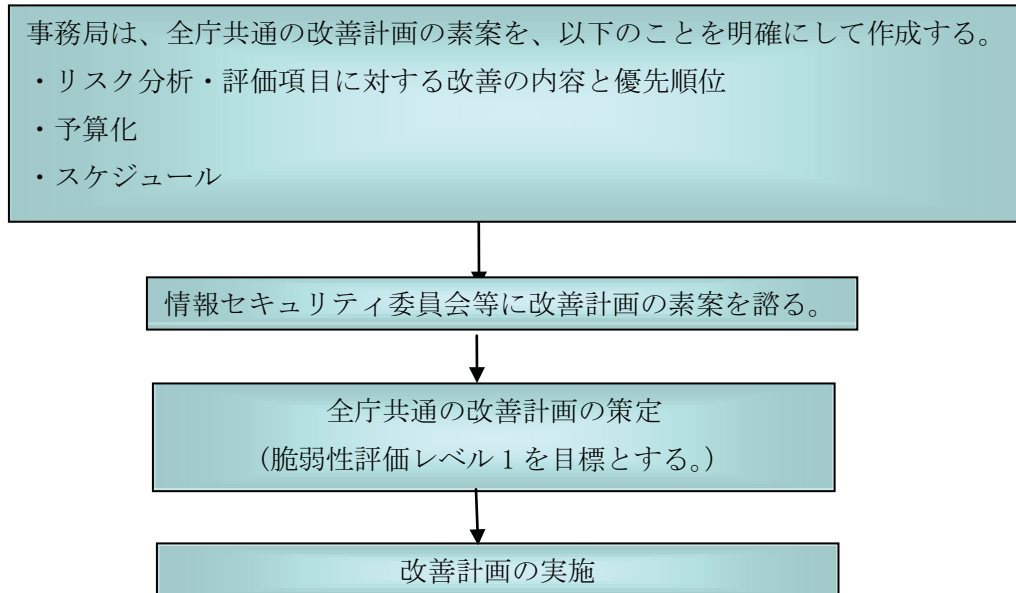 事務局は、全庁共通の改善計画の素案を、以下のことを明確にして作成する。
・リスク分析・評価項目に対する改善の内容と優先順位
・予算化
・スケジュール
情報セキュリティ委員会等に改善計画の素案を諮る。
全庁共通の改善計画の策定
(脆弱性評価レベル１を目標とする。)
改善計画の実施